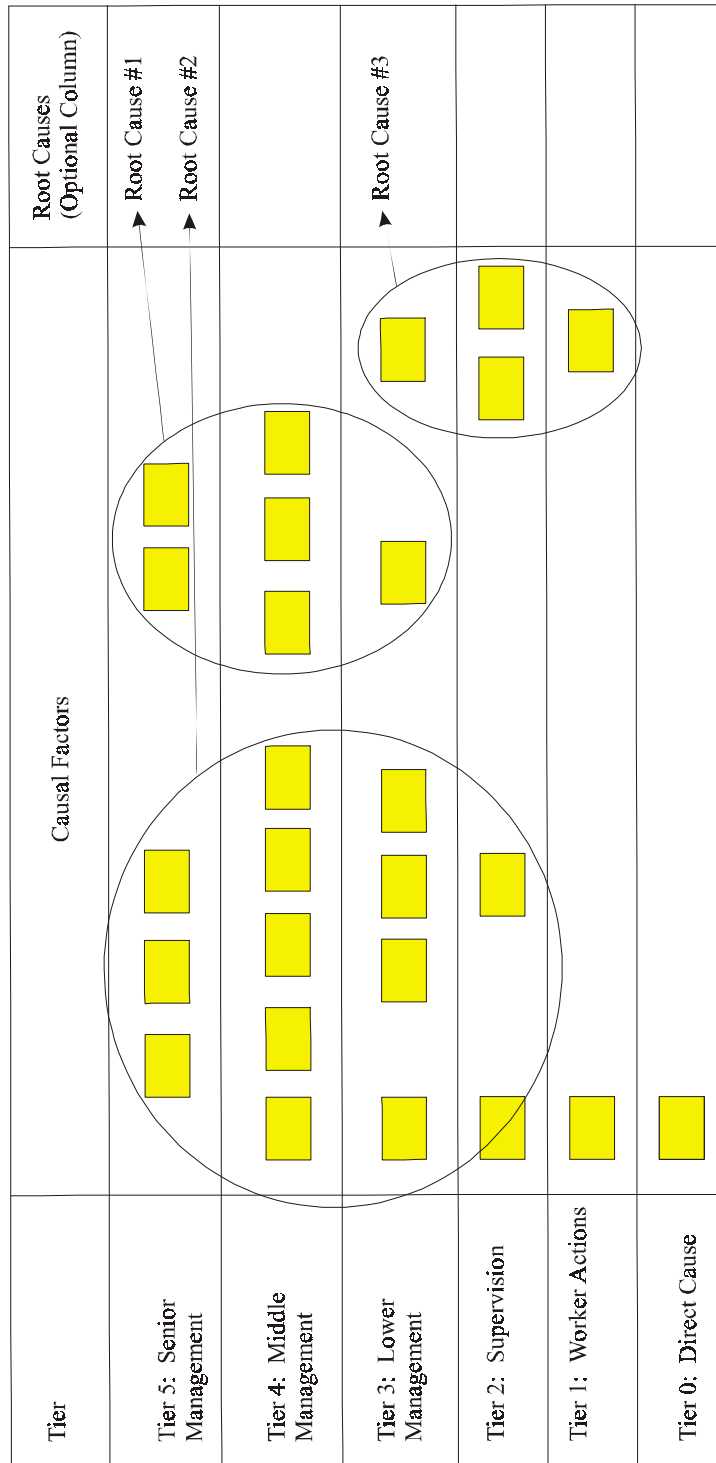 Tier
Causal Factors
Root Causes
(Optional Column)
Tier 5: Senior
Management
Root Cause #1
Root Cause #2
Tier 4: Middle
Management
Tier 3: Lower
Management
Root Cause #3
Tier 2: Supervision
Tier 1: Worker Actions
Tier 0: Direct Cause